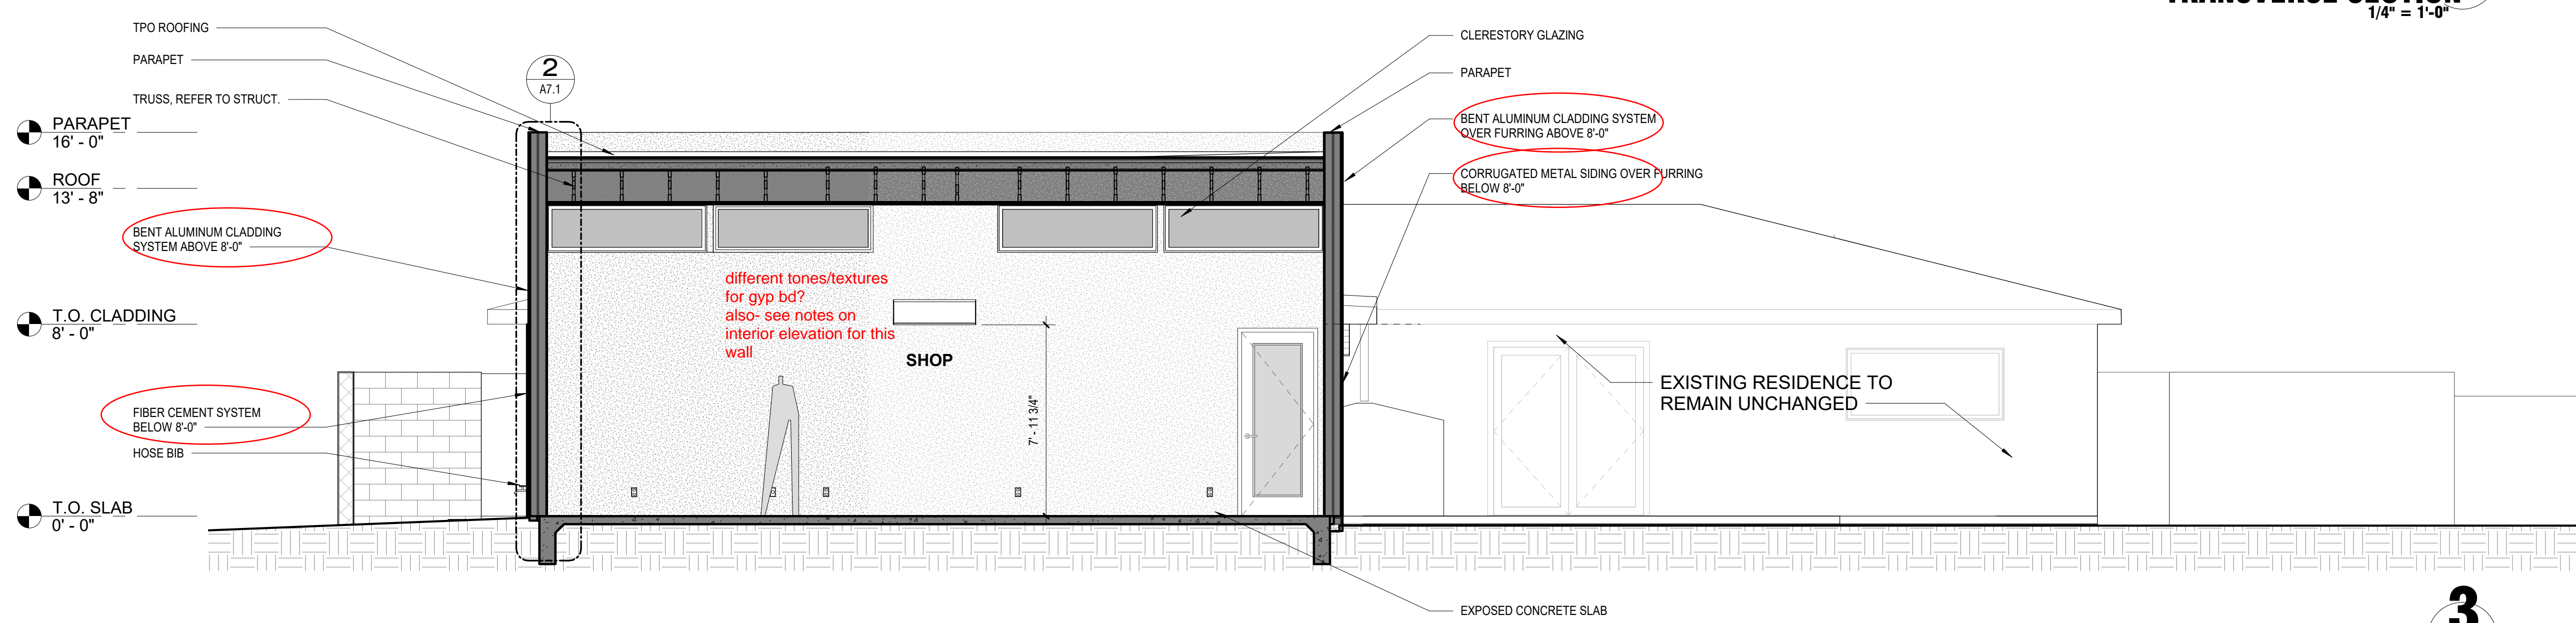 TRANSVERSE SECTION
1/4" = 1'-0"
TPO ROOFING
PARAPET
TRUSS, REFER TO STRUCT.
2
A7.1
CLERESTORY GLAZING
PARAPET
BENT ALUMINUM CLADDING SYSTEM
OVER FURRING ABOVE 8'-0"
CORRUGATED METAL SIDING OVER FURRING
BELOW 8'-0"
PARAPET
16' - 0"
ROOF
13' - 8"
BENT ALUMINUM CLADDING
SYSTEM ABOVE 8'-0"
T.O. CLADDING
8' - 0"
FIBER CEMENT SYSTEM
BELOW 8'-0"
HOSE BIB
T.O. SLAB
0' - 0"
different tones/textures
for gyp bd?
also- see notes on
interior elevation for this
wall
SHOP
7' - 11 3/4"
EXISTING RESIDENCE TO
REMAIN UNCHANGED
EXPOSED CONCRETE SLAB
3